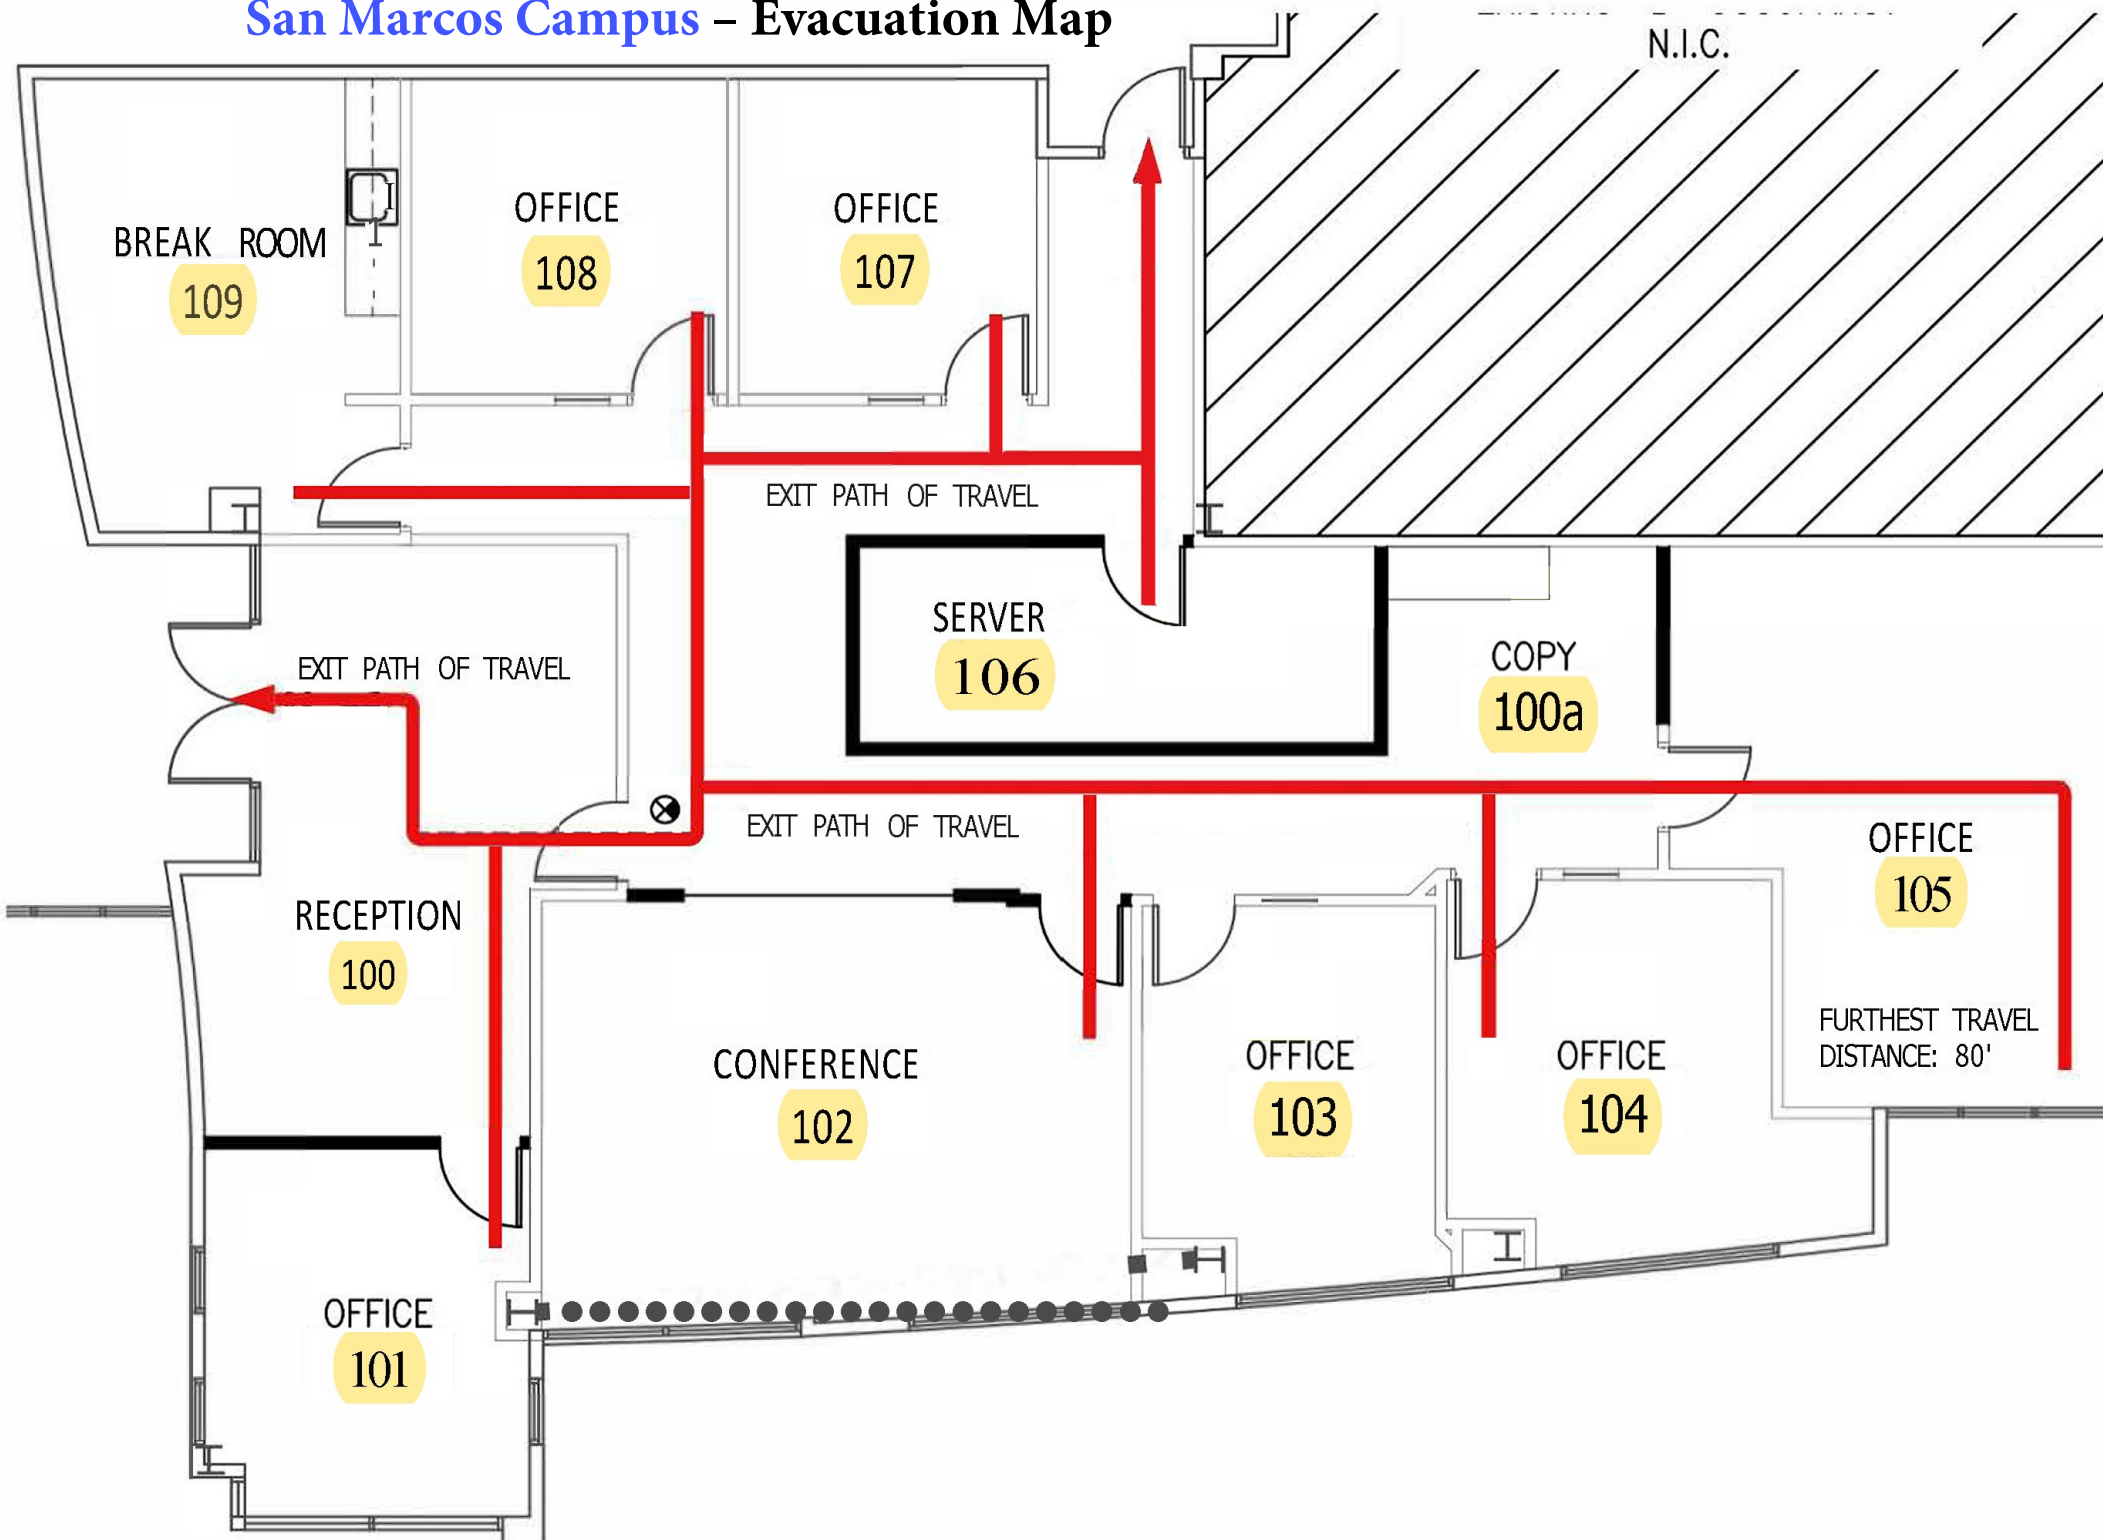 San Marcos Campus – Evacuation Map
N.I.C.
OFFICE
108
OFFICE
107
BREAK ROOM
109
EXIT PATH OF TRAVEL
SERVER
106
COPY
100a
EXIT PATH OF TRAVEL
EXIT PATH OF TRAVEL
OFFICE
105
RECEPTION
100
FURTHEST TRAVEL
DISTANCE: 80'
CONFERENCE
102
OFFICE
103
OFFICE
104
OFFICE
101